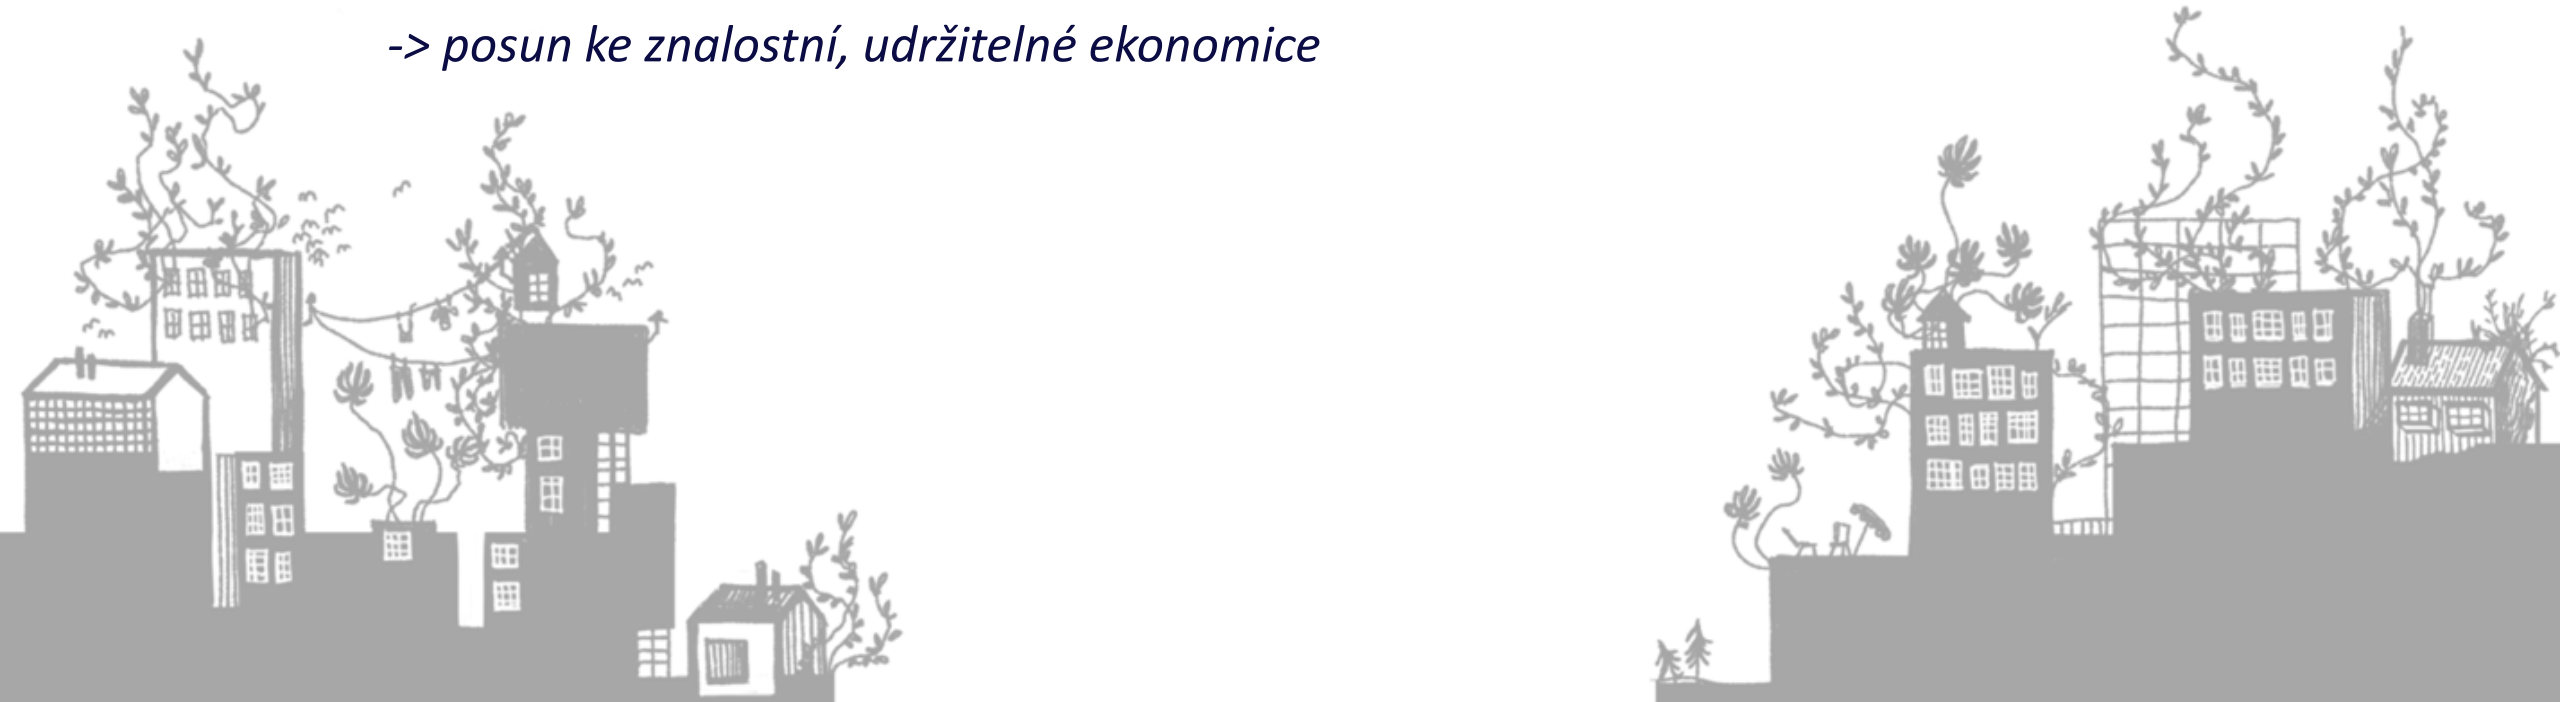 -> posun ke znalostní, udržitelné ekonomice